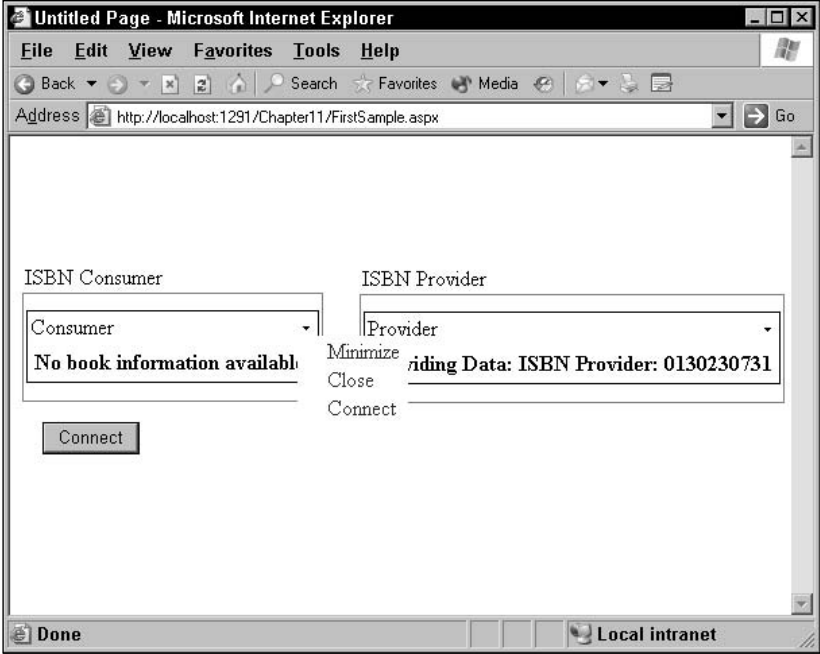 Untitled Page - Microsoft Internet Explorer
File Edit View Favorites Tools Help
Back Search Favorites Media
Address http://localhost:1291/Chapter11/FirstSample.aspx Go
ISBN Consumer
ISBN Provider
Consumer
Provider
No book information
Minimize
viding Data: ISBN Provider: 0130230731
Close
Connect
Connect
Done
Local intranet